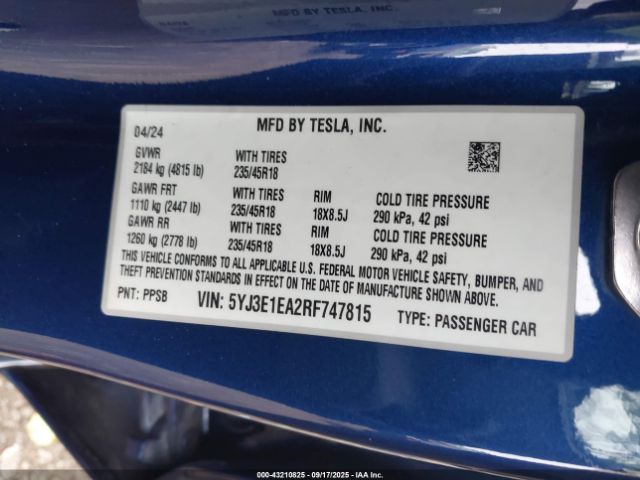 04/24 MFD BY TESLA, INC.
GVWR WITH TIRES
2184 kg (4815 lb) 235/45R18
GAWR FRT WITH TIRES RIM COLD TIRE PRESSURE
1110 kg (2447 lb) 235/45R18 18X8.5J 290 kPa, 42 psi
GAWR RR WITH TIRES RIM COLD TIRE PRESSURE
1260 kg (2778 lb) 235/45R18 18X8.5J 290 kPa, 42 psi
THIS VEHICLE CONFORMS TO ALL APPLICABLE U.S. FEDERAL MOTOR VEHICLE SAFETY, BUMPER, AND
THEFT PREVENTION STANDARDS IN EFFECT ON THE DATE OF MANUFACTURE SHOWN ABOVE.
PNT: PPSB VIN: 5YJ3E1EA2RF747815 TYPE: PASSENGER CAR
000-43210825 - 09/17/2025 - IAA Inc.